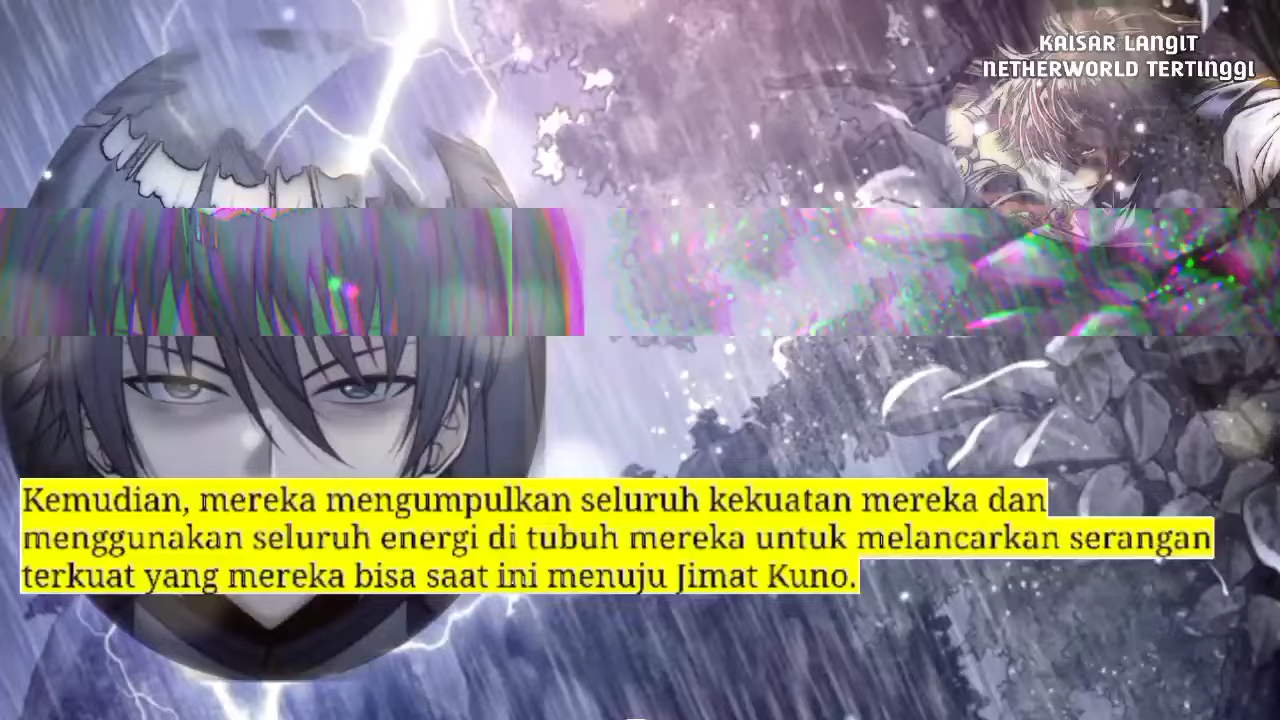 KAISAR LANGIT
NETHERWORLD TERTINGGI
Kemudian, mereka mengumpulkan seluruh kekuatan mereka dan
menggunakan seluruh energi di tubuh mereka untuk melancarkan serangan
terkuat yang mereka bisa saat ini menuju Jimat Kuno.